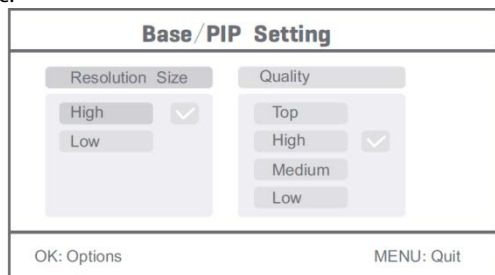 Base/PIP Setting
Resolution Size
High
Low
Quality
Top
High
Medium
Low
OK: Options
MENU: Quit